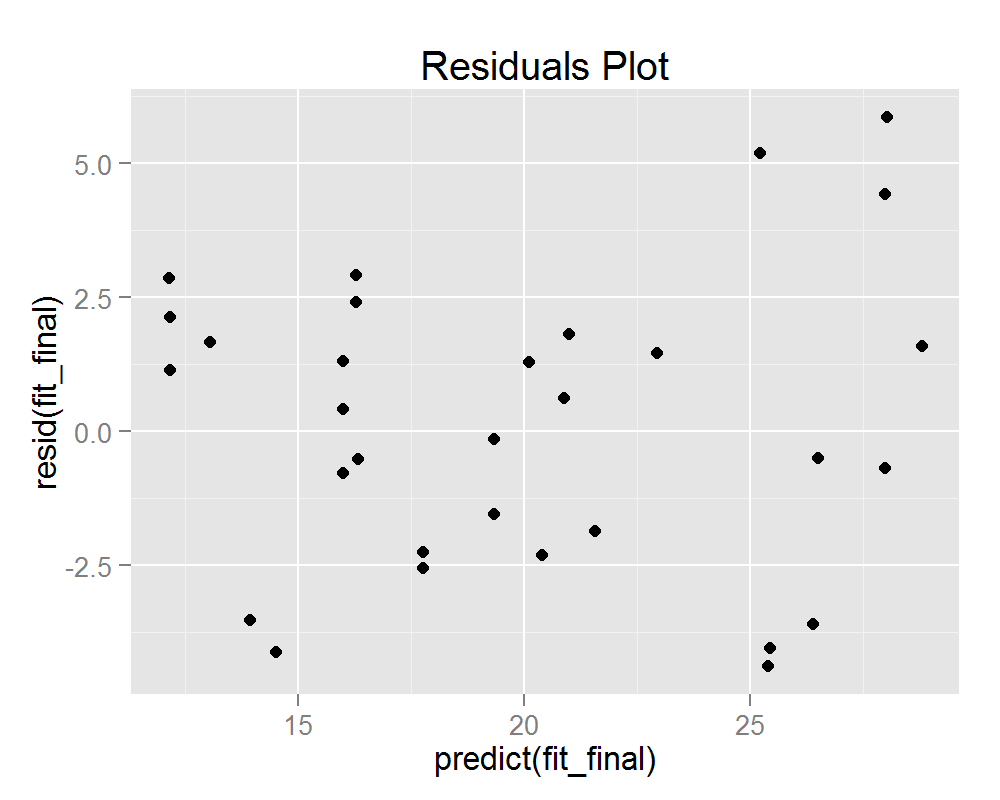 Residuals Plot
resid(fit_final)
5.0
2.5
0.0
-2.5
15 20 25
predict(fit_final)